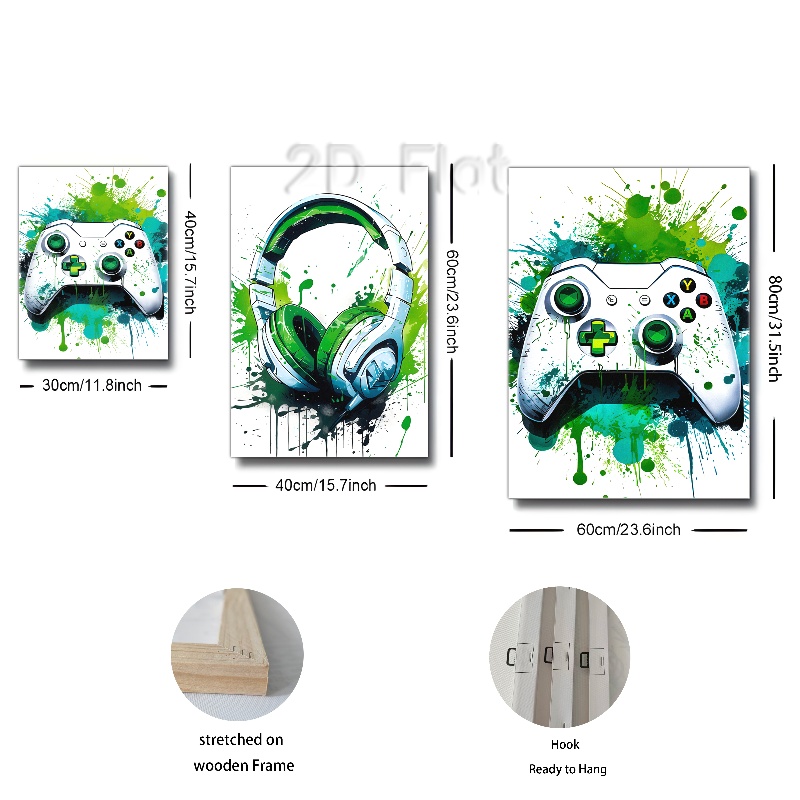 2D Flat
40cm/15.7inch
30cm/11.8inch
60cm/23.6inch
40cm/15.7inch
Y
X B
A
80cm/31.5inch
60cm/23.6inch
stretched on
wooden Frame
Hook
Ready to Hang